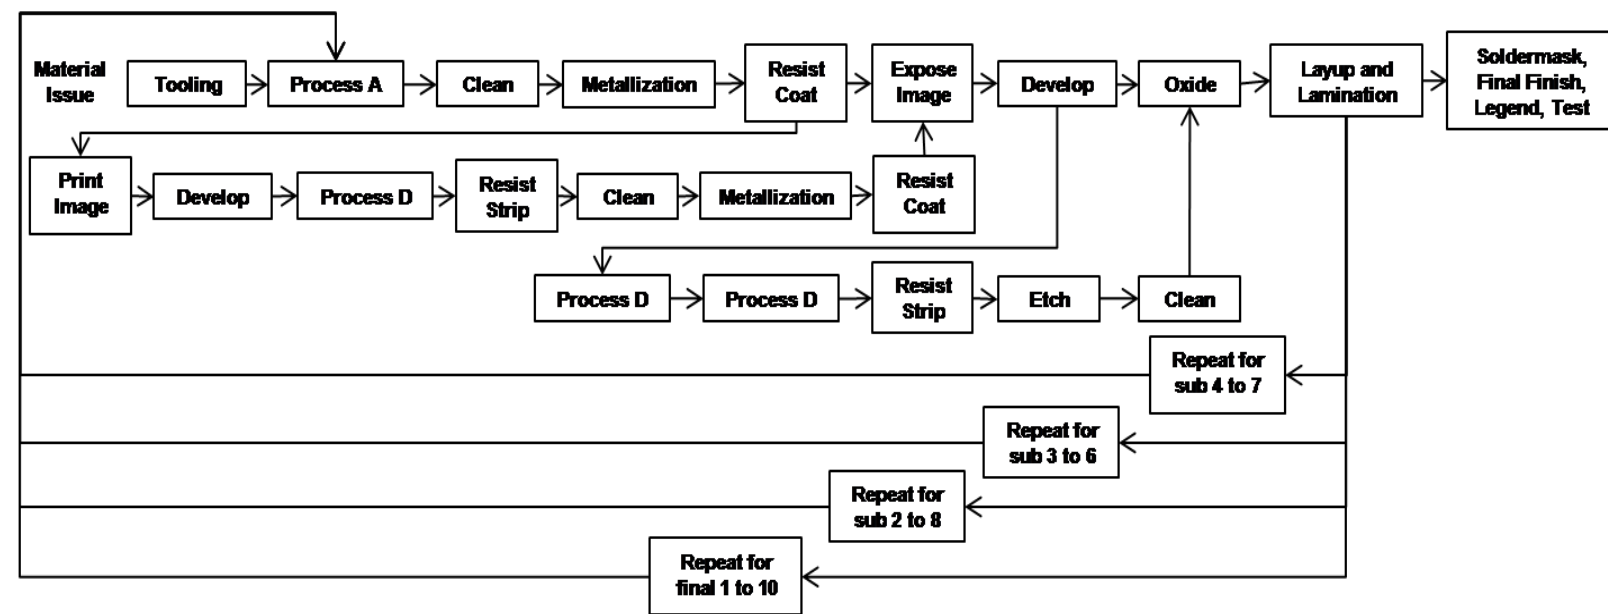 Material
Issue
Tooling
Process A
Clean
Metallization
Resist
Coat
Expose
Image
Develop
Oxide
Layup and
Lamination
Soldermask,
Final Finish,
Legend, Test
Print
Image
Develop
Process D
Resist
Strip
Clean
Metallization
Resist
Coat
Process D
Process D
Resist
Strip
Etch
Clean
Repeat for
sub 4 to 7
Repeat for
sub 3 to 6
Repeat for
sub 2 to 8
Repeat for
final 1 to 10